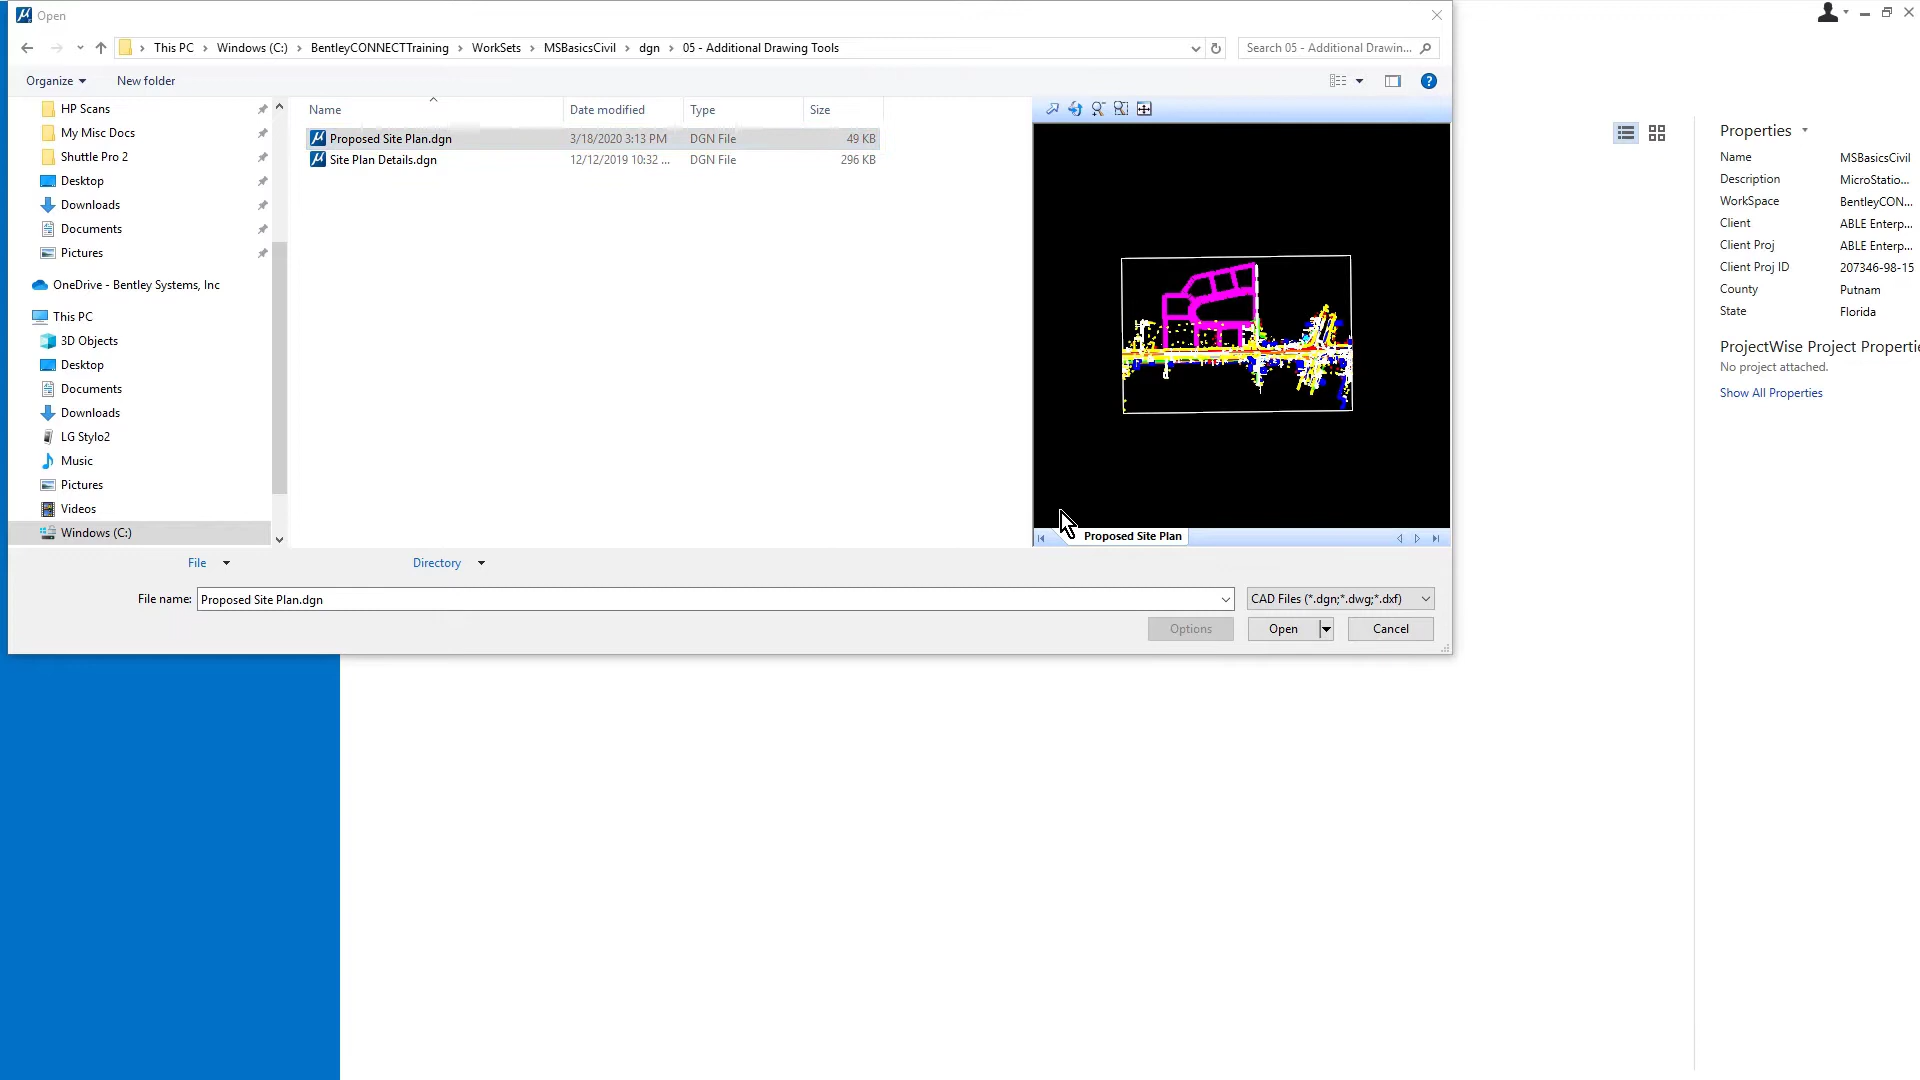 Open
This PC
Windows (C:)
BentleyCONNECTTraining
WorkSets
MSBasicsCivil
dgn
05 - Additional Drawing Tools
Search 05 - Additional Drawin...
Organize
New folder
HP Scans
My Misc Docs
Shuttle Pro 2
Desktop
Downloads
Documents
Pictures
OneDrive - Bentley Systems, Inc
This PC
3D Objects
Desktop
Documents
Downloads
LG Stylo2
Music
Pictures
Videos
Windows (C:)
Name Date modified Type Size
Proposed Site Plan.dgn 3/18/2020 3:13 PM DGN File 49 KB
Site Plan Details.dgn 12/12/2019 10:32 ... DGN File 296 KB
Proposed Site Plan
File
Directory
File name: Proposed Site Plan.dgn
CAD Files (*.dgn;*.dwg;*.dxf)
Options
Open
Cancel
Properties
Name MSBasicsCivil
Description MicroStatio...
WorkSpace BentleyCON...
Client ABLE Enterp...
Client Proj ABLE Enterp...
Client Proj ID 207346-98-15
County Putnam
State Florida
ProjectWise Project Properti
No project attached.
Show All Properties